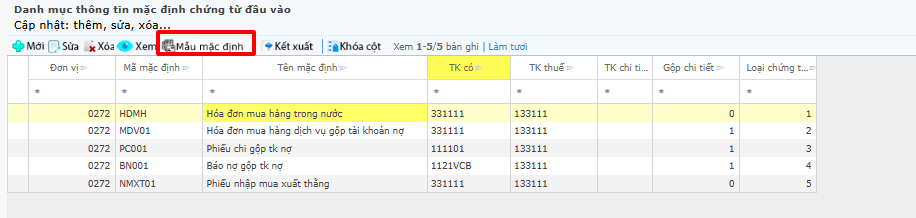 Danh mục thông tin mặc định chứng từ đầu vào
Cập nhật: thêm, sửa, xóa...
Mới Sửa Xóa Xem Mẫu mặc định Kết xuất Khóa cột Xem 1-5/5 bản ghi | Làm tươi
Đơn vị Mã mặc định Tên mặc định TK có TK thuế TK chi ti... Gộp chi tiết Loại chứng t...
* * * * * * * *
0272 HDMH Hóa đơn mua hàng trong nước 331111 133111 0 1
0272 MDV01 Hóa đơn mua hàng dịch vụ gộp tài khoản nợ 331111 133111 1 2
0272 PC001 Phiếu chi gộp tk nợ 111101 133111 1 3
0272 BN001 Báo nợ gộp tk nợ 1121VCB 133111 1 4
0272 NMXT01 Phiếu nhập mua xuất thẳng 331111 133111 0 5